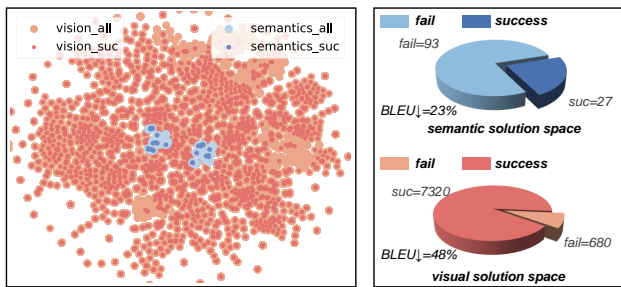 vision_all
semantics_all
vision_suc
semantics_suc
fail
success
fail=93
suc=27
BLEU↓=23%
semantic solution space
fail
success
suc=7320
fail=680
BLEU↓=48%
visual solution space